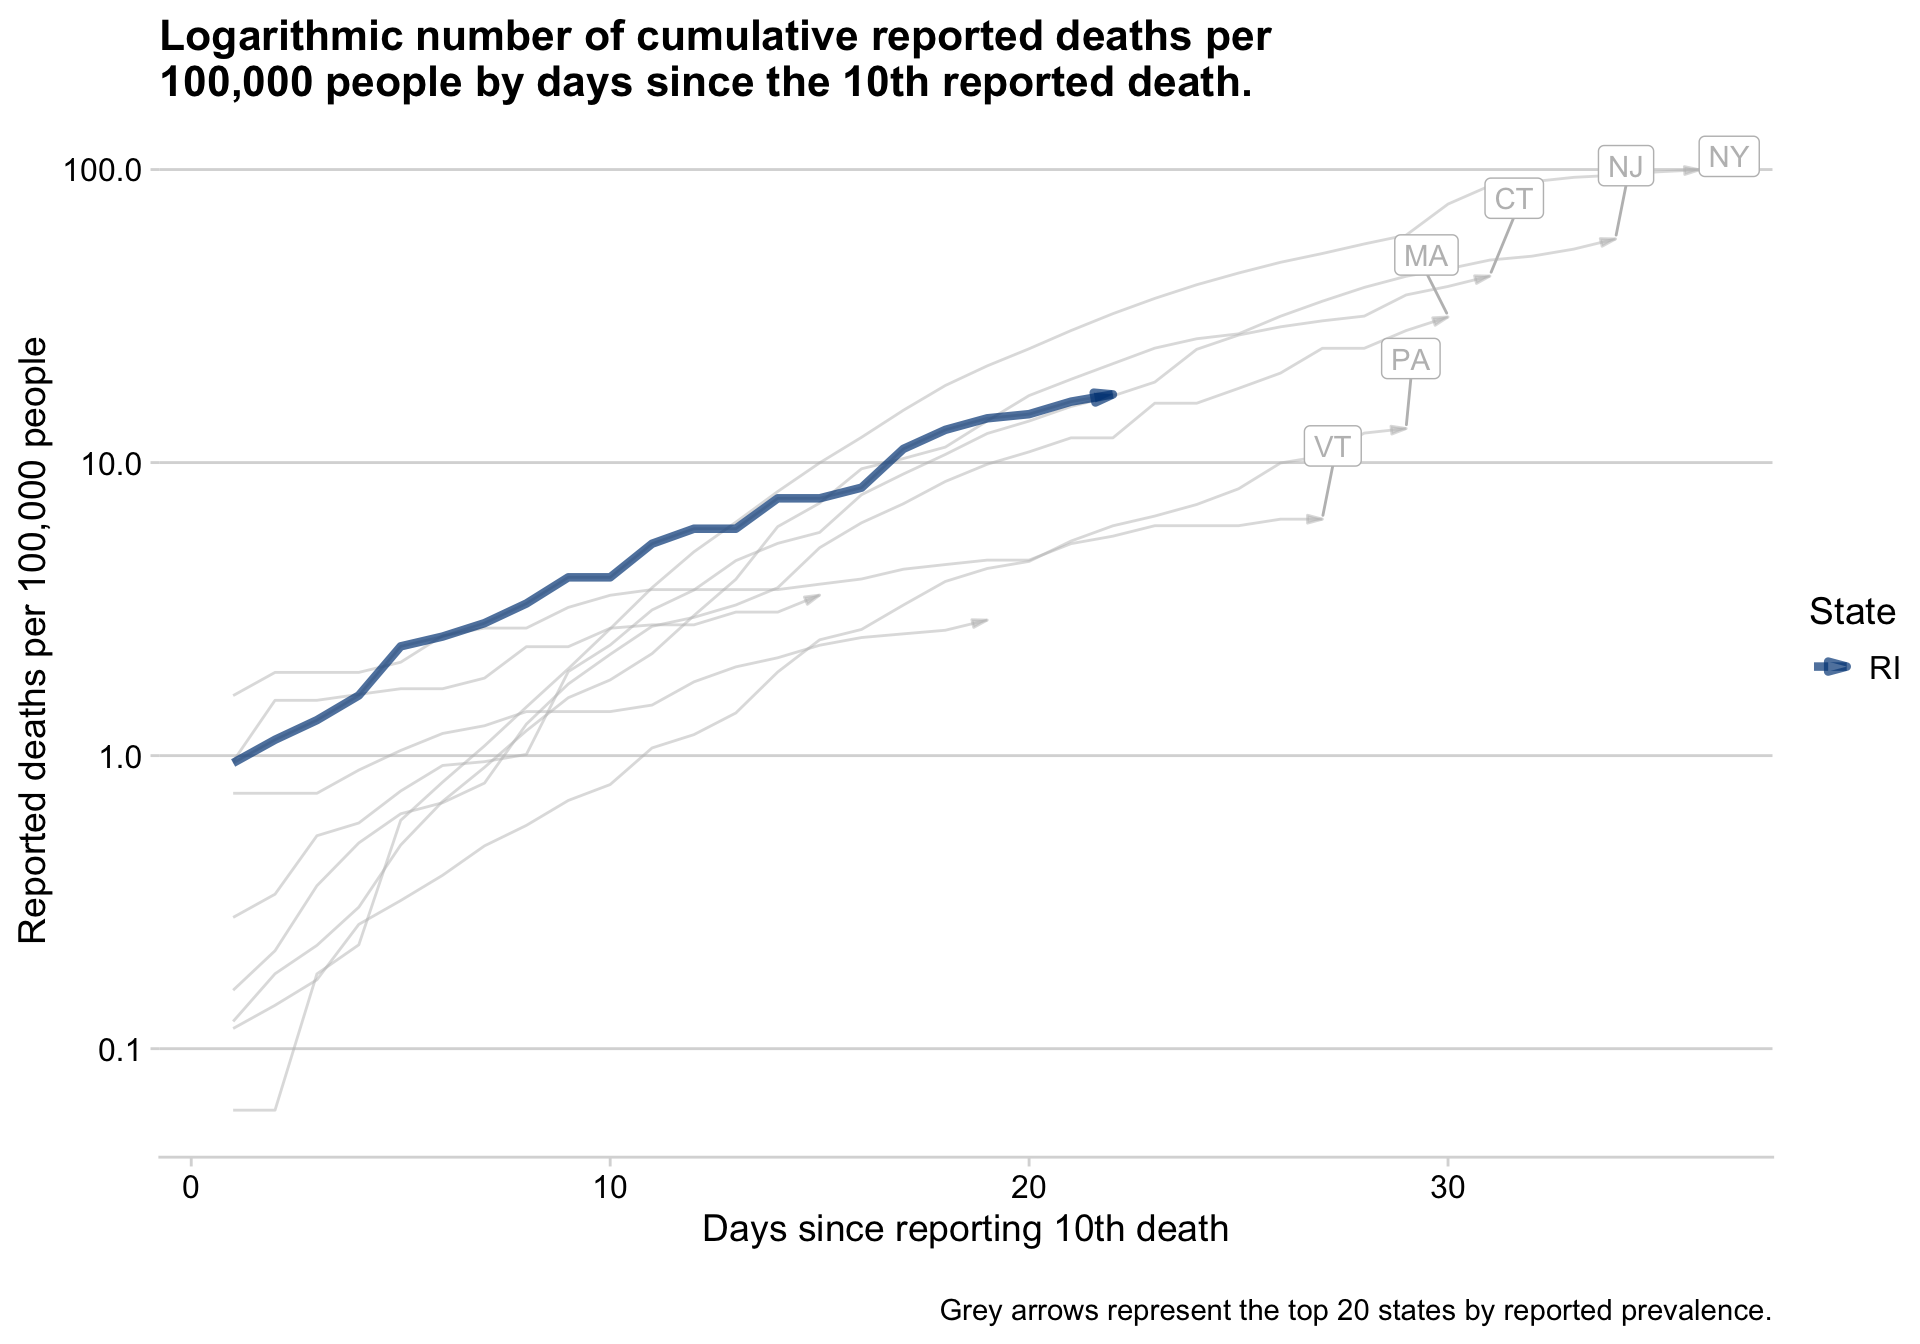 Logarithmic number of cumulative reported deaths per
100,000 people by days since the 10th reported death.
Reported deaths per 100,000 people
100.0
10.0
1.0
0.1
NY
NJ
CT
MA
PA
VT
State
RI
0
10
20
30
Days since reporting 10th death
Grey arrows represent the top 20 states by reported prevalence.